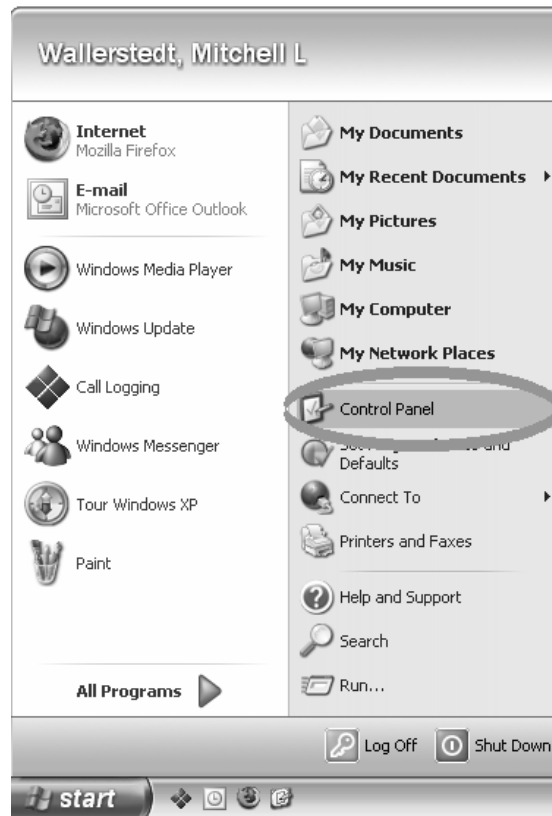 Wallerstedt, Mitchell L
Internet
Mozilla Firefox
E-mail
Microsoft Office Outlook
Windows Media Player
Windows Update
Call Logging
Windows Messenger
Tour Windows XP
Paint
All Programs
My Documents
My Recent Documents
My Pictures
My Music
My Computer
My Network Places
Control Panel
and
Defaults
Connect To
Printers and Faxes
Help and Support
Search
Run...
Log Off
Shut Down
start